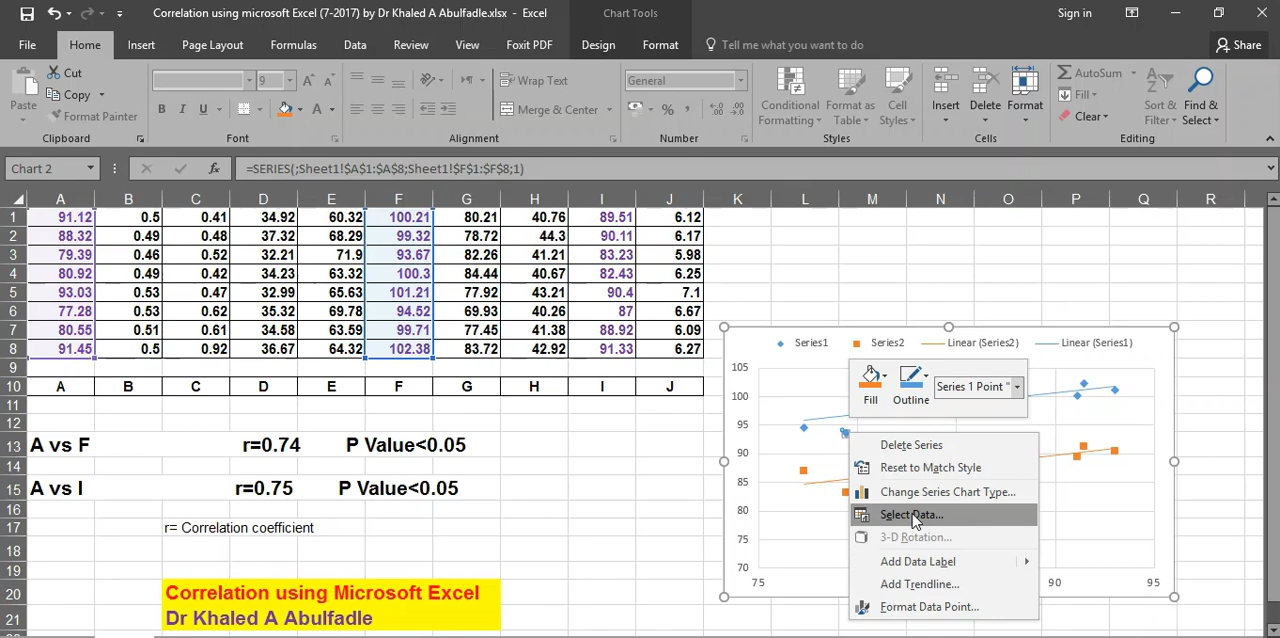 Correlation using microsoft Excel (7-2017) by Dr Khaled A Abulfadle.xlsx - Excel
Chart Tools
Sign in
File Home Insert Page Layout Formulas Data Review View Foxit PDF Design Format Tell me what you want to do Share
Paste
Cut
Copy
Format Painter
9
B I U
Wrap Text
Merge & Center
General
%
Conditional Formatting
Format as Table
Cell Styles
Insert
Delete
Format
AutoSum
Fill
Clear
Sort & Filter
Find & Select
Clipboard Font Alignment Number Styles Cells Editing
Chart 2 fx =SERIES(;Sheet1!$A$1:$A$8;Sheet1!$F$1:$F$8;1)
A B C D E F G H I J K L M N O P Q R
1 91.12 0.5 0.41 34.92 60.32 100.21 80.21 40.76 89.51 6.12
2 88.32 0.49 0.48 37.32 68.29 99.32 78.72 44.3 90.11 6.17
3 79.39 0.46 0.52 32.21 71.9 93.67 82.26 41.21 83.23 5.98
4 80.92 0.49 0.42 34.23 63.32 100.3 84.44 40.67 82.43 6.25
5 93.03 0.53 0.47 32.99 65.63 101.21 77.92 43.21 90.4 7.1
6 77.28 0.53 0.62 35.32 69.78 94.52 69.93 40.26 87 6.67
7 80.55 0.51 0.61 34.58 63.59 99.71 77.45 41.38 88.92 6.09
8 91.45 0.5 0.92 36.67 64.32 102.38 83.72 42.92 91.33 6.27
9
10 A B C D E F G H I J
11
12
13 A vs F r=0.74 P Value<0.05
14
15 A vs I r=0.75 P Value<0.05
16
17 r= Correlation coefficient
18
19
20 Correlation using Microsoft Excel
21 Dr Khaled A Abulfadle
Series1 Series2 Linear (Series2) Linear (Series1)
105
100
95
90
85
80
75
70
75 90 95
Fill
Outline
Series 1 Point "
Delete Series
Reset to Match Style
Change Series Chart Type...
Select Data...
3-D Rotation...
Add Data Label
Add Trendline...
Format Data Point...